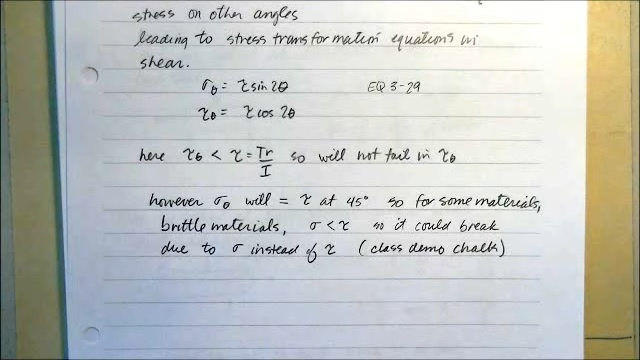 stress on other angles
leading to stress transformation equations in
shear.
σθ = τ sin 2θ EQ 3-29
τθ = τ cos 2θ
here τθ < τ = Tr/I so will not fail in τθ
however σθ will = τ at 45° so for some materials,
brittle materials, σ < τ so it could break
due to σ instead of τ (class demo chalk)